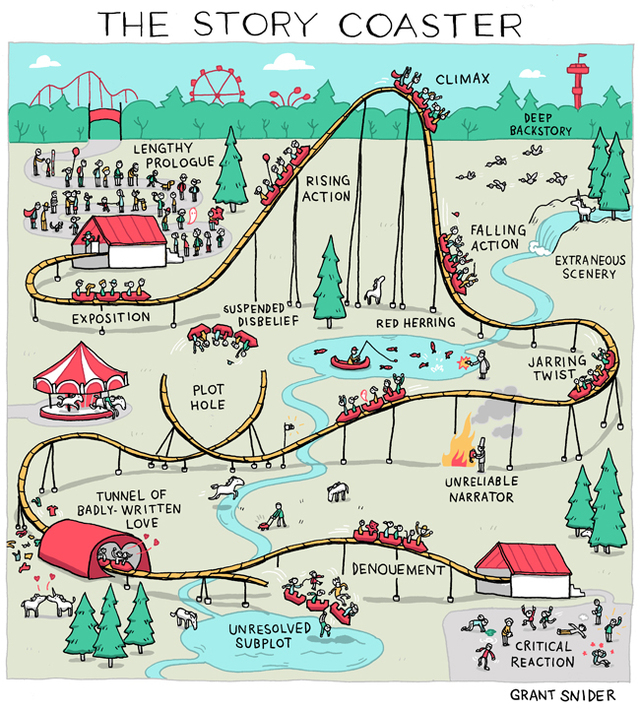 THE STORY COASTER
CLIMAX
DEEP
BACKSTORY
LENGTHY
PROLOGUE
RISING
ACTION
FALLING
ACTION
EXTRANEOUS
SCENERY
EXPOSITION
SUSPENDED
DISBELIEF
RED HERRING
JARRING
TWIST
PLOT
HOLE
UNRELIABLE
NARRATOR
TUNNEL OF
BADLY-WRITTEN
LOVE
DENOUEMENT
UNRESOLVED
SUBPLOT
CRITICAL
REACTION
GRANT SNIDER